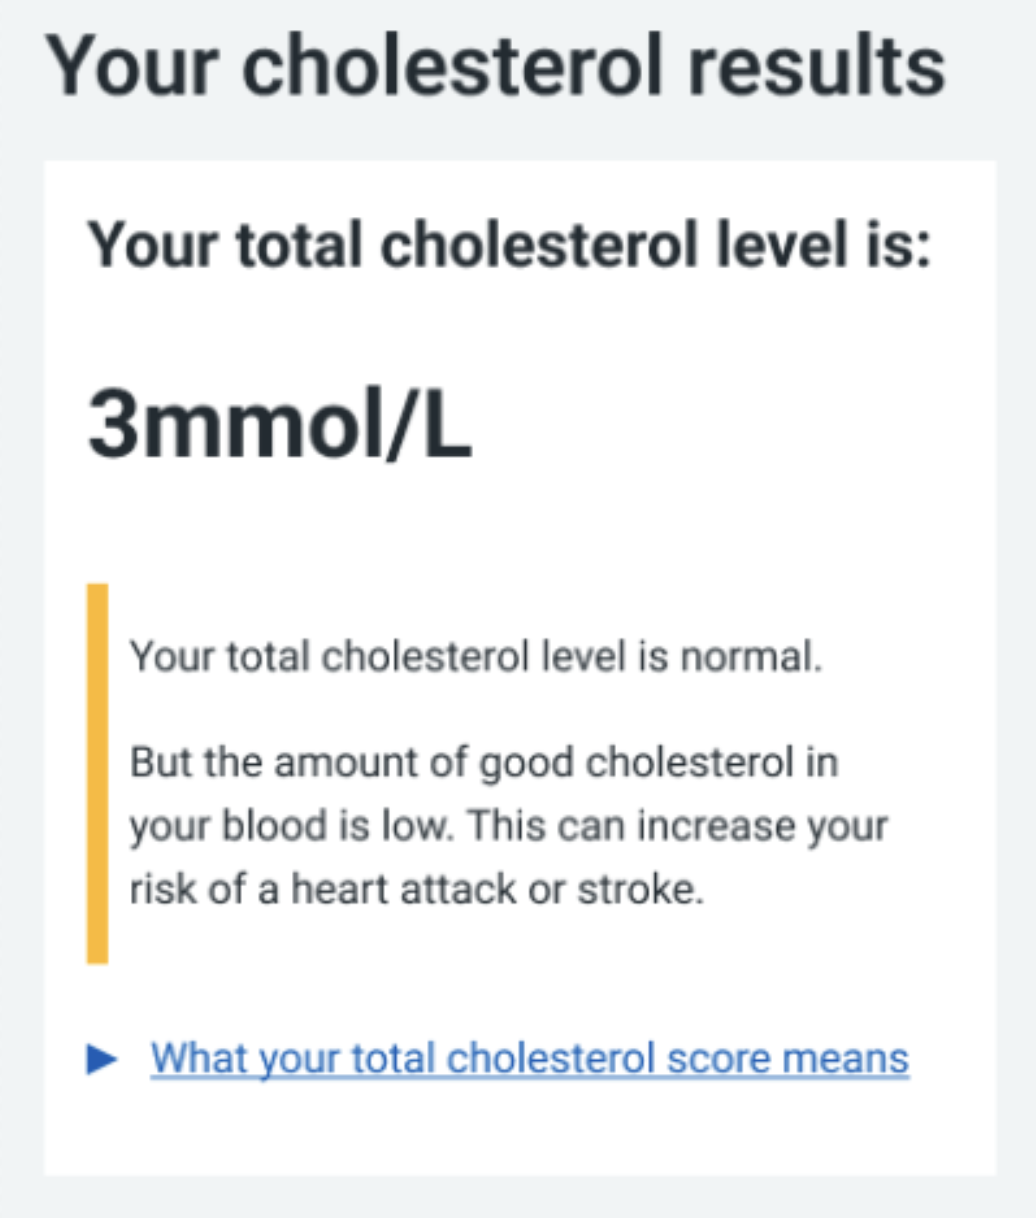 Your cholesterol results
Your total cholesterol level is:
3mmol/L
Your total cholesterol level is normal.
But the amount of good cholesterol in
your blood is low. This can increase your
risk of a heart attack or stroke.
What your total cholesterol score means